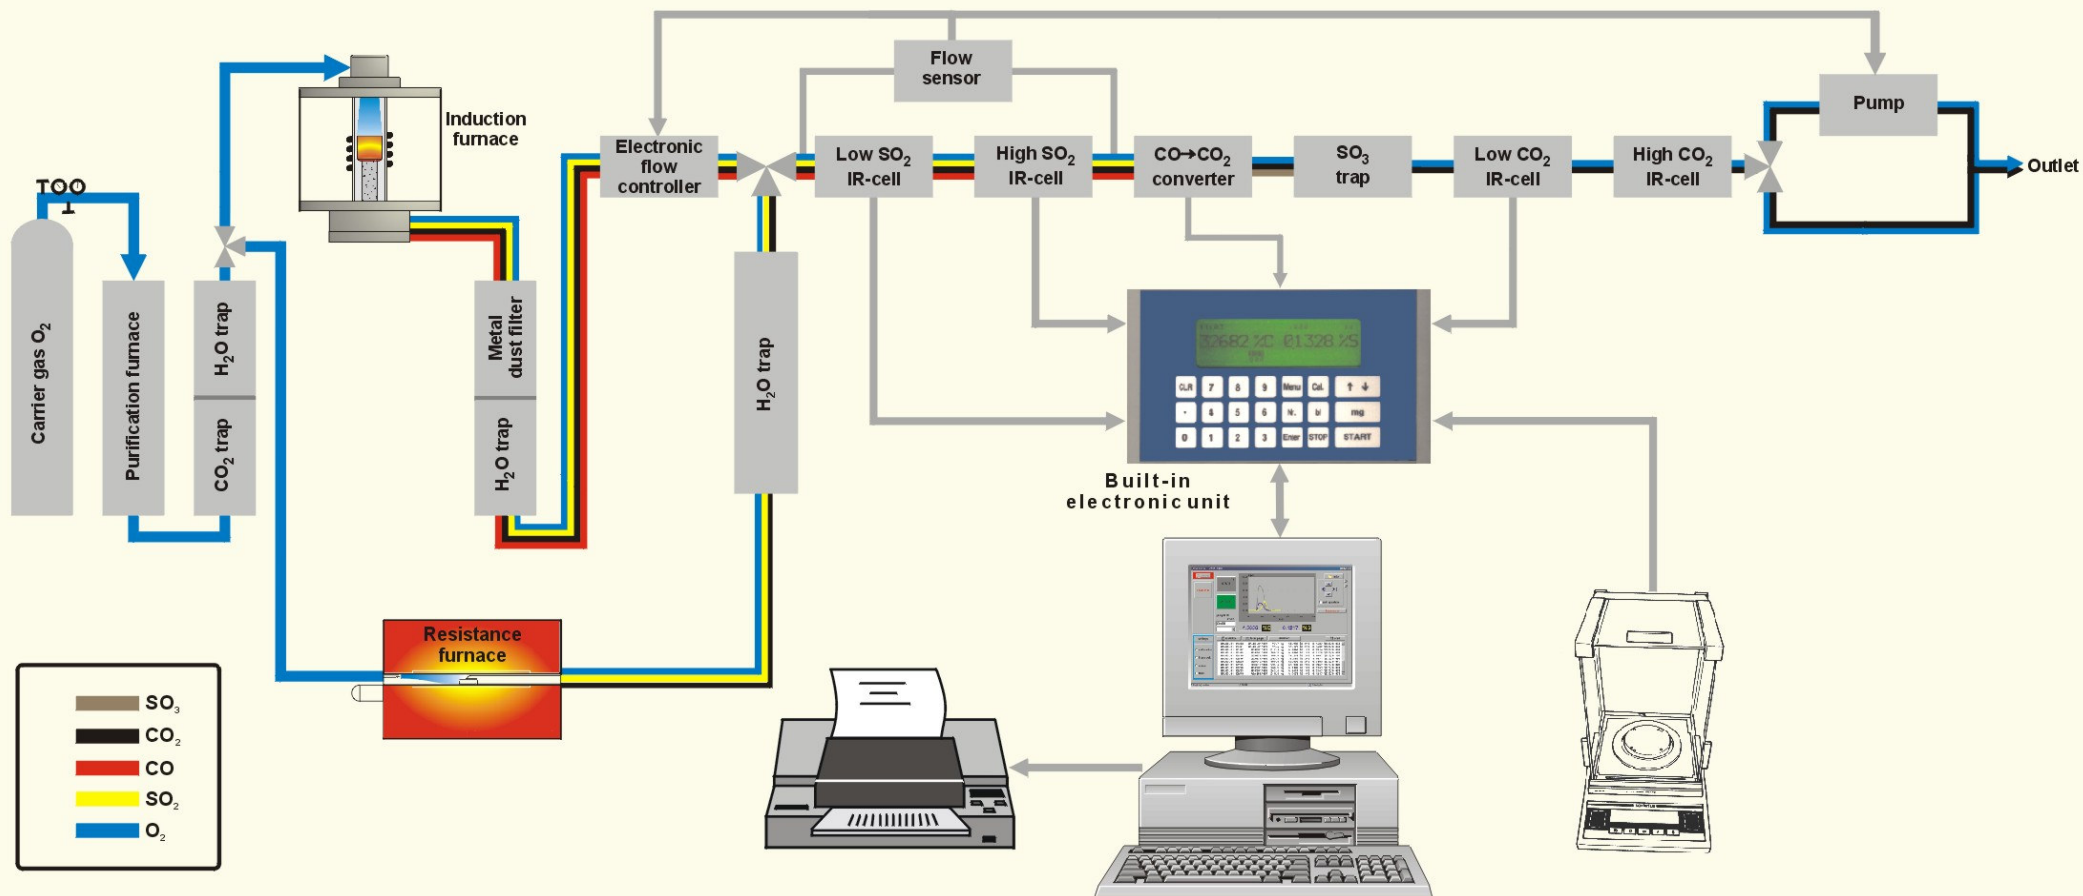 Flow
sensor
Pump
Induction
furnace
Electronic
flow
controller
Low SO₂
IR-cell
High SO₂
IR-cell
CO→CO₂
converter
SO₃
trap
Low CO₂
IR-cell
High CO₂
IR-cell
Outlet
Carrier gas O₂
Purification furnace
H₂O trap
CO₂ trap
Metal
dust filter
H₂O trap
H₂O trap
CLR 7 8 9 Menu Cal.
4 5 6 Nr. mg
0 1 2 3 Enter STOP START
Built-in
electronic unit
Resistance
furnace
SO₃
CO₂
CO
SO₂
O₂